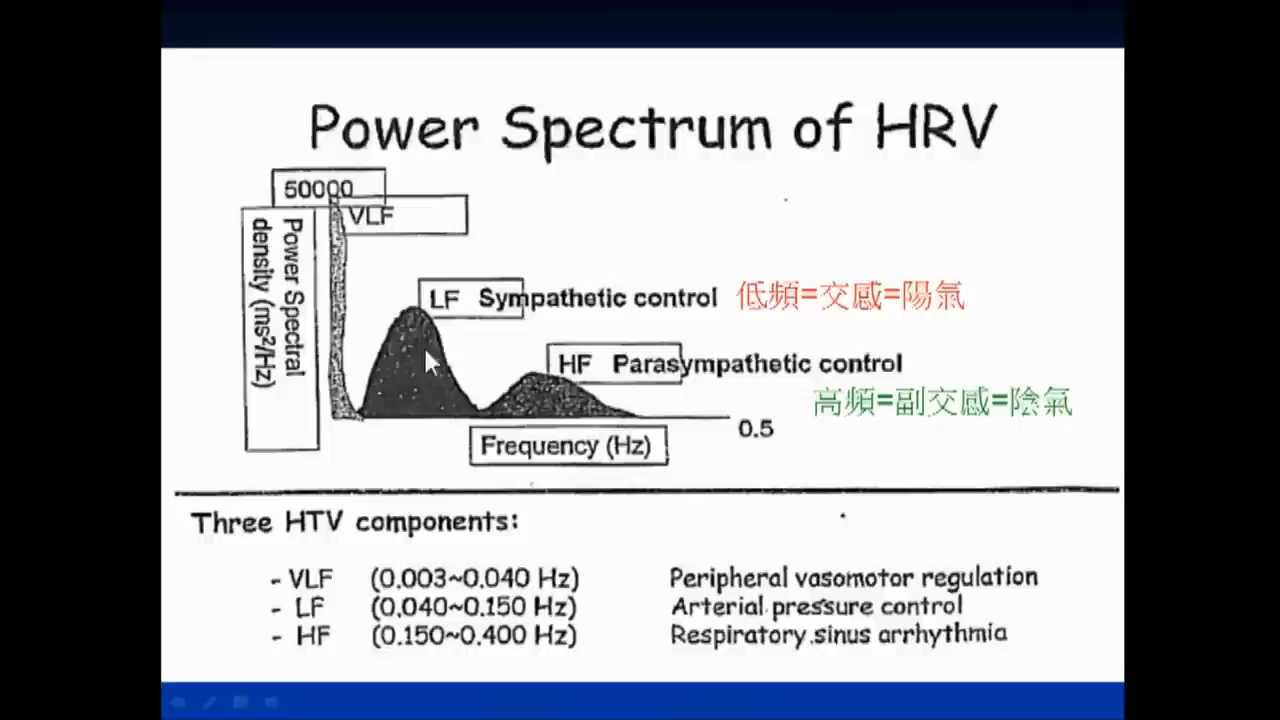 Power Spectrum of HRV
50000
VLF
Power Spectral
density (ms²/Hz)
LF Sympathetic control 低頻=交感=陽氣
HF Parasympathetic control
高頻=副交感=陰氣
0.5
Frequency (Hz)
Three HTV components:
- VLF (0.003~0.040 Hz) Peripheral vasomotor regulation
- LF (0.040~0.150 Hz) Arterial pressure control
- HF (0.150~0.400 Hz) Respiratory sinus arrhythmia